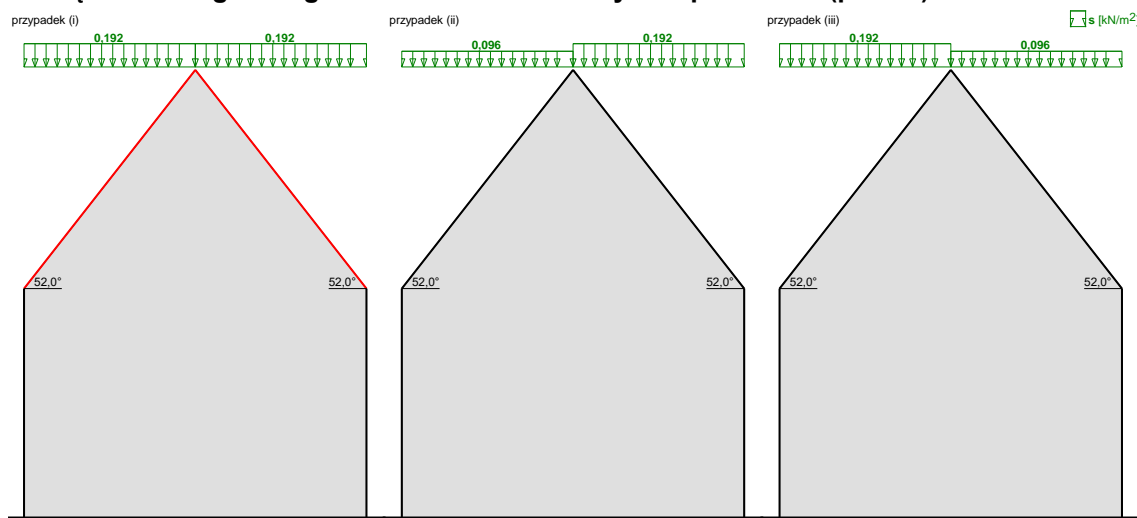 przypadek (i)
przypadek (ii)
przypadek (iii)
s [kN/m2]
0,192 0,192
0,096 0,192
0,192 0,096
52,0° 52,0°
52,0° 52,0°
52,0° 52,0°